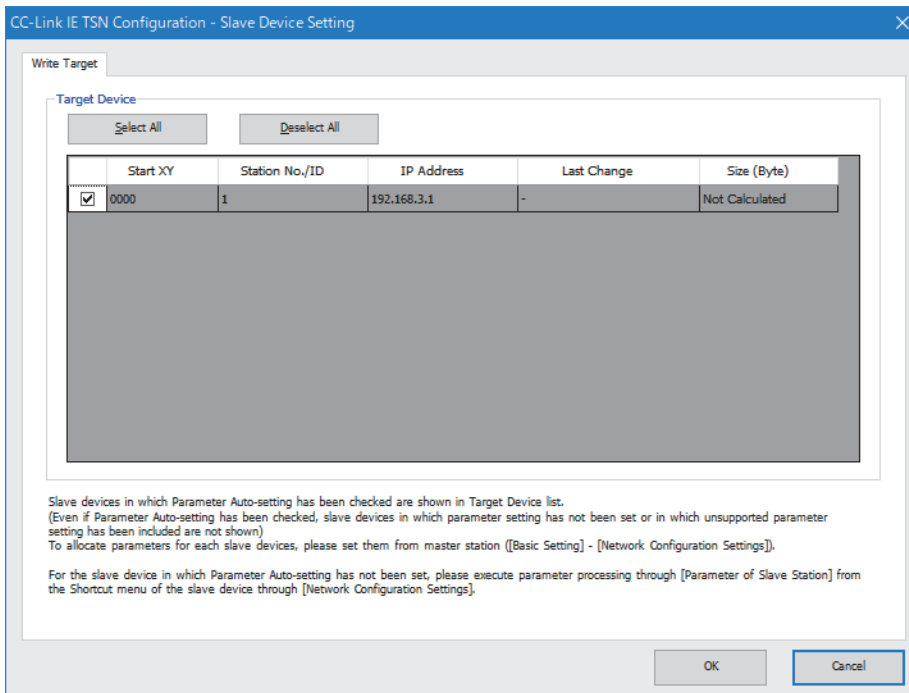 CC-Link IE TSN Configuration - Slave Device Setting
Write Target
Target Device
Select All Deselect All
Start XY Station No./ID IP Address Last Change Size (Byte)
0000 1 192.168.3.1 - Not Calculated
Slave devices in which Parameter Auto-setting has been checked are shown in Target Device list.
(Even if Parameter Auto-setting has been checked, slave devices in which parameter setting has not been set or in which unsupported parameter
setting has been included are not shown)
To allocate parameters for each slave devices, please set them from master station ([Basic Setting] - [Network Configuration Settings]).
For the slave device in which Parameter Auto-setting has not been set, please execute parameter processing through [Parameter of Slave Station] from
the Shortcut menu of the slave device through [Network Configuration Settings].
OK Cancel